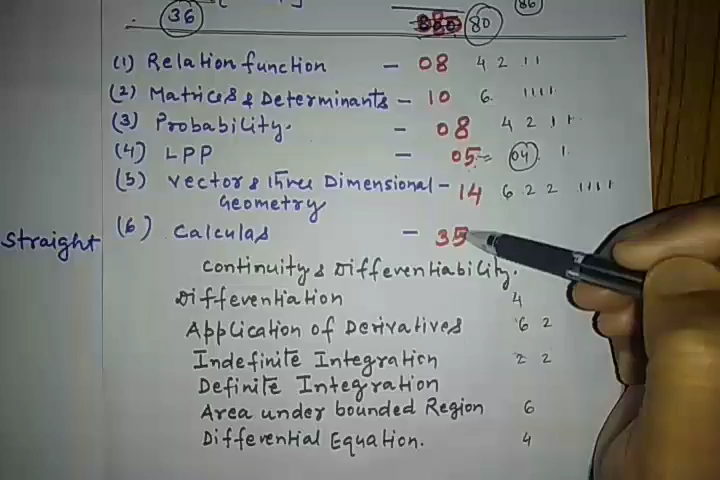 36 80 86
(1) Relation function - 08 4 2 1 1
(2) Matrices & Determinants - 10 6 1 1 1 1
(3) Probability. - 08 4 2 1 1
(4) LPP - 05 = 04 1
(5) Vector & Three Dimensional - 14 6 2 2 1 1 1 1
Geometry
Straight (6) Calculas - 35
Continuity & Differentiability.
Differentiation 4
Application of Derivatives 6 2
Indefinite Integration 2 2
Definite Integration
Area under bounded Region 6
Differential Equation. 4